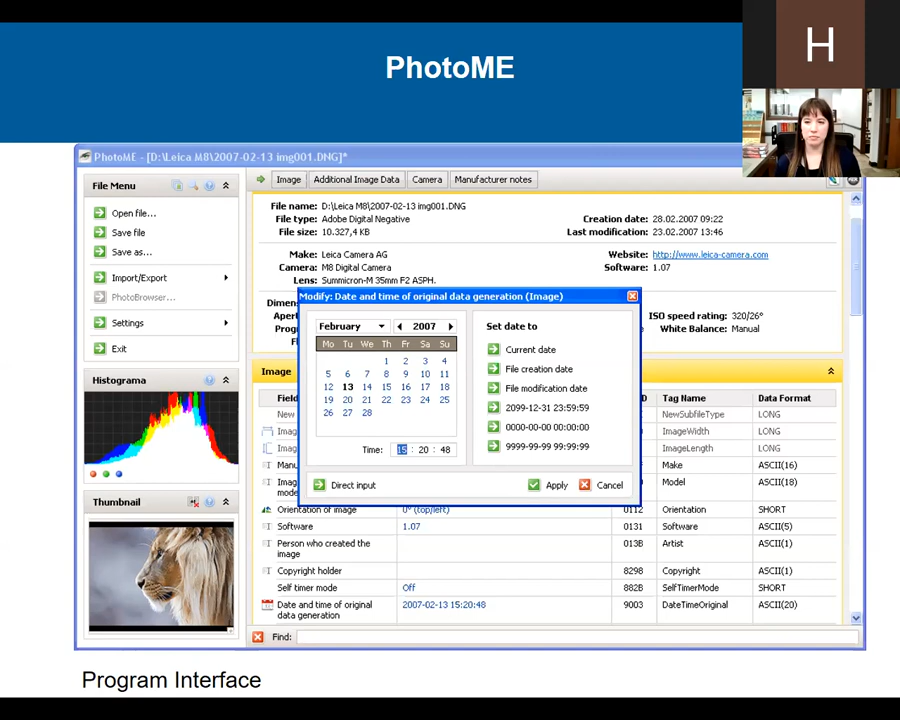 PhotoME
H
PhotoME - [D:\Leica M8\2007-02-13 img001.DNG]*
File Menu
Open file...
Save file
Save as...
Import/Export
PhotoBrowser...
Settings
Exit
Histograma
Thumbnail
Image Additional Image Data Camera Manufacturer notes
File name: D:\Leica M8\2007-02-13 img001.DNG
File type: Adobe Digital Negative Creation date: 28.02.2007 09:22
File size: 10.327,4 KB Last modification: 23.02.2007 13:46
Make: Leica Camera AG Website: http://www.leica-camera.com
Camera: M8 Digital Camera Software: 1.07
Lens: Summicron-M 35mm F2 ASPH.
ISO speed rating: 320/26°
White Balance: Manual
Modify: Date and time of original data generation (Image)
February 2007
Mo Tu We Th Fr Sa Su
1 2 3 4
5 6 7 8 9 10 11
12 13 14 15 16 17 18
19 20 21 22 23 24 25
26 27 28
Time: 15 : 20 : 48
Set date to
Current date
File creation date
File modification date
2099-12-31 23:59:59
0000-00-00 00:00:00
9999-99-99 99:99:99
Direct input Apply Cancel
Image
Tag Name Data Format
New NewSubfileType LONG
ImageWidth LONG
ImageLength LONG
Make ASCII(16)
Model ASCII(18)
Orientation of image 0° (top/left) 0112 Orientation SHORT
Software 1.07 0131 Software ASCII(5)
Person who created the 013B Artist ASCII(1)
image
Copyright holder 8298 Copyright ASCII(1)
Self timer mode Off 882B SelfTimerMode SHORT
Date and time of original 2007-02-13 15:20:48 9003 DateTimeOriginal ASCII(20)
data generation
Find:
Program Interface